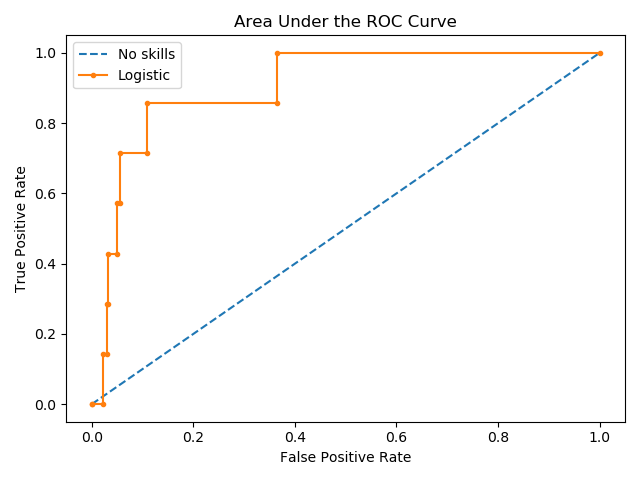 Area Under the ROC Curve
No skills
Logistic
1.0
0.8
0.6
0.4
0.2
0.0
True Positive Rate
0.0 0.2 0.4 0.6 0.8 1.0
False Positive Rate